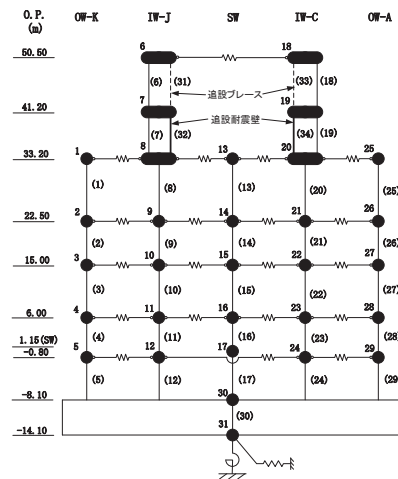 O.P. OW-K IW-J SW IW-C OW-A
(m)
50.50 6 18
(6) (31) (33) (18)
追設ブレース
41.20 7 19
追設耐震壁
(7) (32) (34) (19)
33.20 1 8 13 20 25
(1) (8) (13) (20) (25)
22.50 2 9 14 21 26
(2) (9) (14) (21) (26)
15.00 3 10 15 22 27
(3) (10) (15) (22) (27)
6.00 4 11 16 23 28
1.15(SW) (4) (11) (16) (23) (28)
-0.80 5 12 17 24 29
(5) (12) (17) (24) (29)
-8.10 30
(30)
-14.10 31